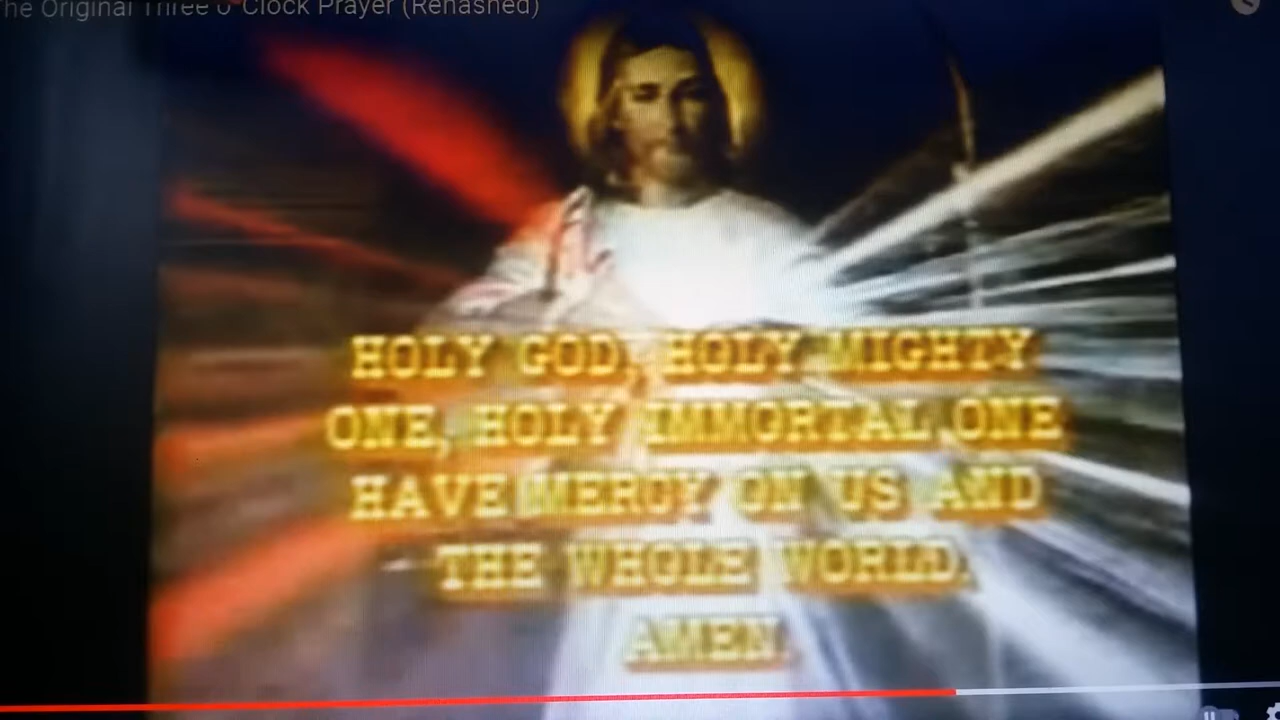 The Original Three O'Clock Prayer (Rehashed)
HOLY GOD, HOLY MIGHTY
ONE, HOLY IMMORTAL ONE
HAVE MERCY ON US AND
THE WHOLE WORLD.
AMEN.